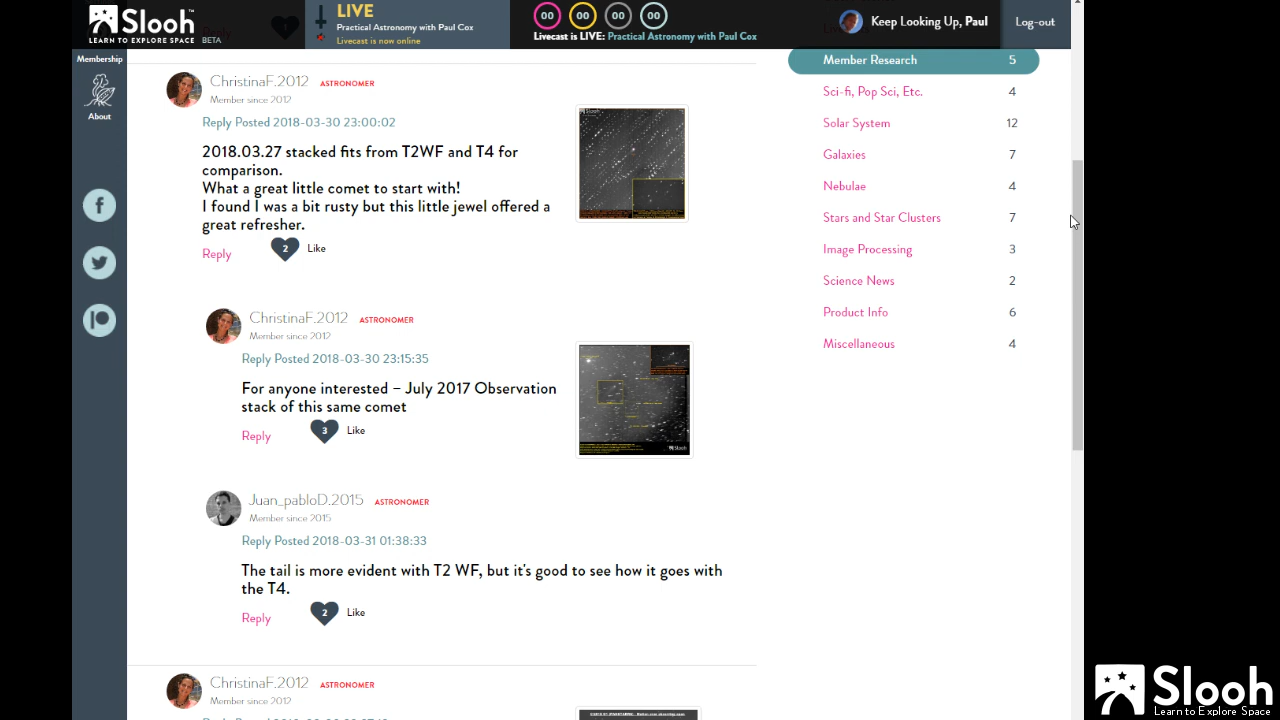 Slooh
LEARN TO EXPLORE SPACE BETA
LIVE
Practical Astronomy with Paul Cox
Livecast is now online
00 00 00 00
Livecast is LIVE: Practical Astronomy with Paul Cox
Keep Looking Up, Paul
Log-out
Membership
About
ChristinaF.2012 ASTRONOMER
Member since 2012
Reply Posted 2018-03-30 23:00:02
2018.03.27 stacked fits from T2WF and T4 for
comparison.
What a great little comet to start with!
I found I was a bit rusty but this little jewel offered a
great refresher.
Reply 2 Like
Slooh
ChristinaF.2012 ASTRONOMER
Member since 2012
Reply Posted 2018-03-30 23:15:35
For anyone interested – July 2017 Observation
stack of this same comet
Reply 3 Like
Slooh
Juan_pabloD.2015 ASTRONOMER
Member since 2015
Reply Posted 2018-03-31 01:38:33
The tail is more evident with T2 WF, but it's good to see how it goes with
the T4.
Reply 2 Like
ChristinaF.2012 ASTRONOMER
Member since 2012
Member Research 5
Sci-fi, Pop Sci, Etc. 4
Solar System 12
Galaxies 7
Nebulae 4
Stars and Star Clusters 7
Image Processing 3
Science News 2
Product Info 6
Miscellaneous 4
Slooh
Learn to Explore Space